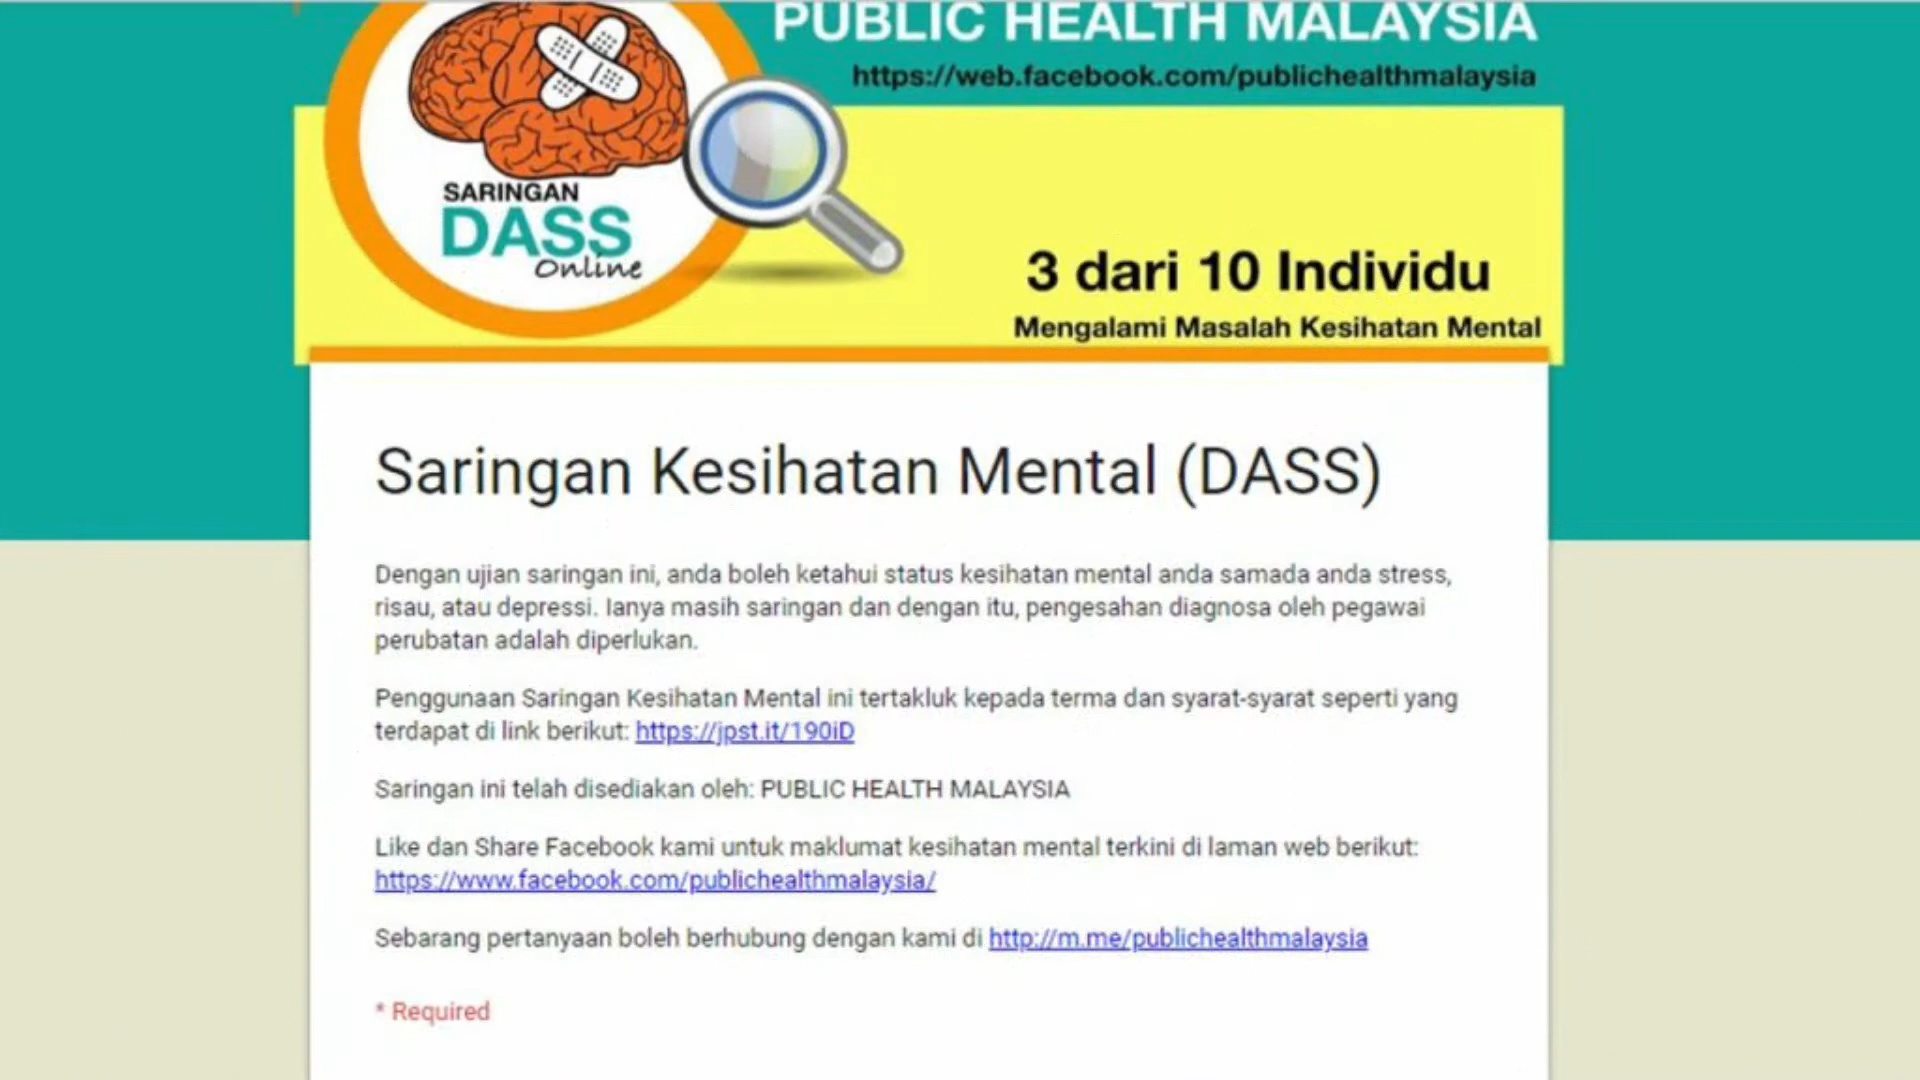 PUBLIC HEALTH MALAYSIA
https://web.facebook.com/publichealthmalaysia
SARINGAN
DASS
Online
3 dari 10 Individu
Mengalami Masalah Kesihatan Mental
Saringan Kesihatan Mental (DASS)
Dengan ujian saringan ini, anda boleh ketahui status kesihatan mental anda samada anda stress,
risau, atau depressi. Ianya masih saringan dan dengan itu, pengesahan diagnosa oleh pegawai
perubatan adalah diperlukan.
Penggunaan Saringan Kesihatan Mental ini tertakluk kepada terma dan syarat-syarat seperti yang
terdapat di link berikut: https://jpst.it/190iD
Saringan ini telah disediakan oleh: PUBLIC HEALTH MALAYSIA
Like dan Share Facebook kami untuk maklumat kesihatan mental terkini di laman web berikut:
https://www.facebook.com/publichealthmalaysia/
Sebarang pertanyaan boleh berhubung dengan kami di http://m.me/publichealthmalaysia
* Required